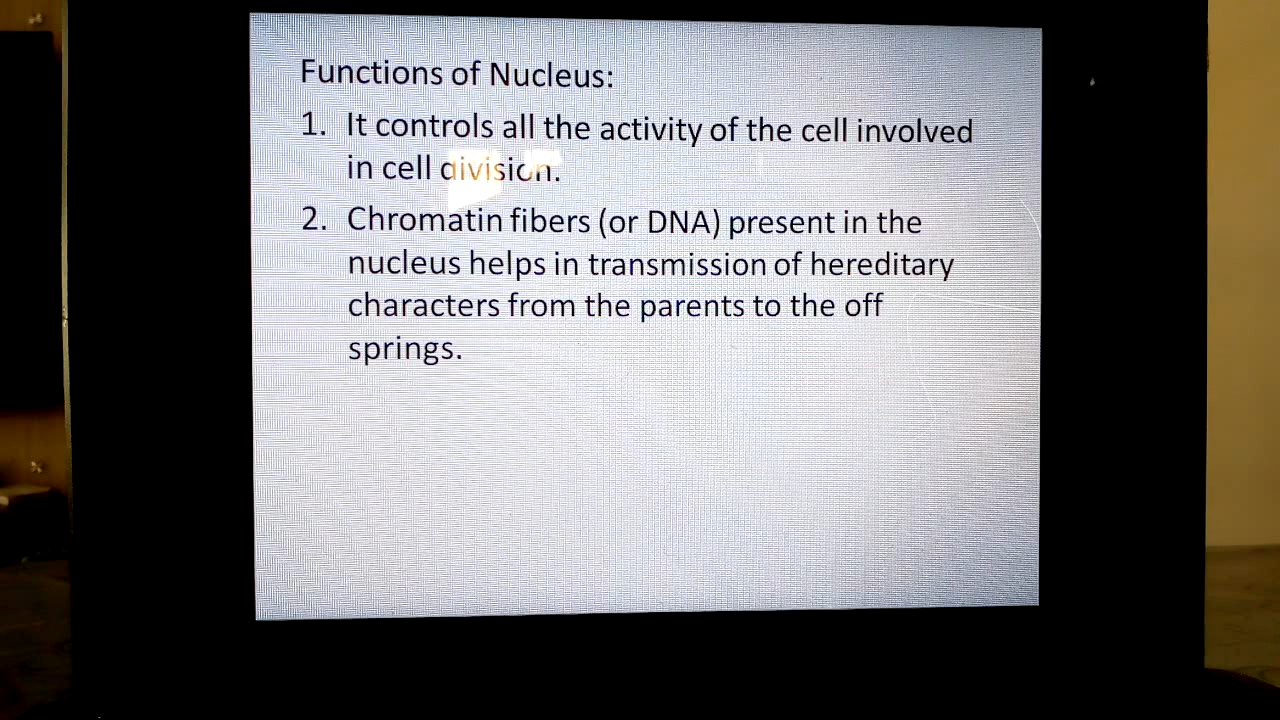 Functions of Nucleus:
1. It controls all the activity of the cell involved
in cell division.
2. Chromatin fibers (or DNA) present in the
nucleus helps in transmission of hereditary
characters from the parents to the off
springs.